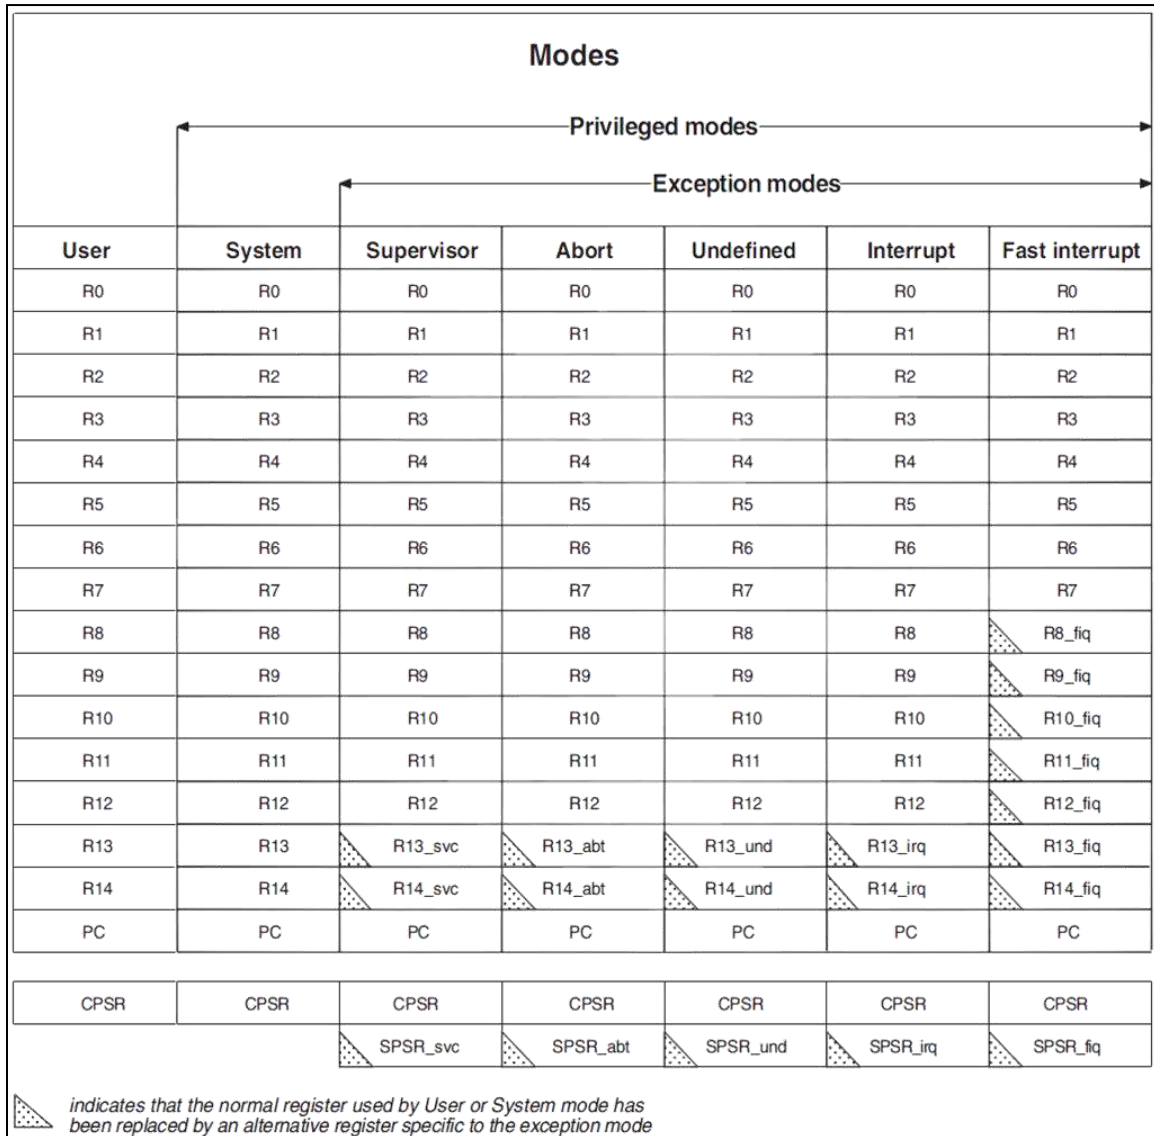 Modes
Privileged modes
Exception modes
User System Supervisor Abort Undefined Interrupt Fast interrupt
R0 R0 R0 R0 R0 R0 R0
R1 R1 R1 R1 R1 R1 R1
R2 R2 R2 R2 R2 R2 R2
R3 R3 R3 R3 R3 R3 R3
R4 R4 R4 R4 R4 R4 R4
R5 R5 R5 R5 R5 R5 R5
R6 R6 R6 R6 R6 R6 R6
R7 R7 R7 R7 R7 R7 R7
R8 R8 R8 R8 R8 R8 R8_fiq
R9 R9 R9 R9 R9 R9 R9_fiq
R10 R10 R10 R10 R10 R10 R10_fiq
R11 R11 R11 R11 R11 R11 R11_fiq
R12 R12 R12 R12 R12 R12 R12_fiq
R13 R13 R13_svc R13_abt R13_und R13_irq R13_fiq
R14 R14 R14_svc R14_abt R14_und R14_irq R14_fiq
PC PC PC PC PC PC PC
CPSR CPSR CPSR CPSR CPSR CPSR CPSR
SPSR_svc SPSR_abt SPSR_und SPSR_irq SPSR_fiq
indicates that the normal register used by User or System mode has
been replaced by an alternative register specific to the exception mode